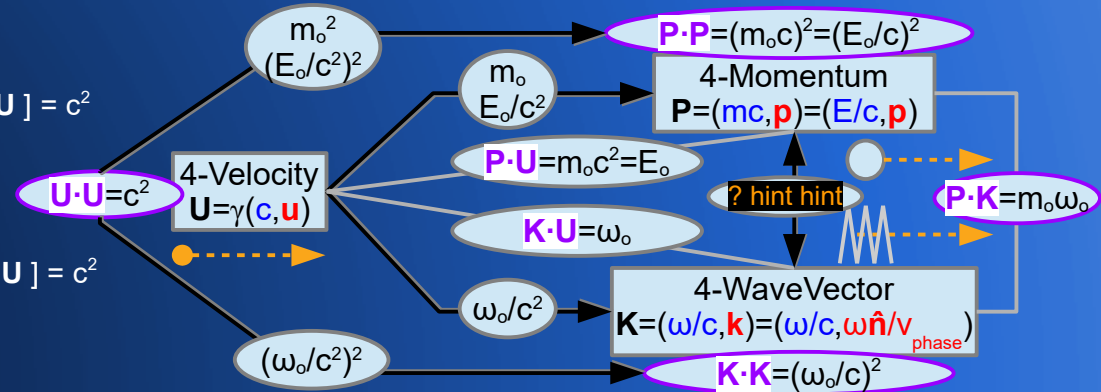 mₒ²
(Eₒ/c²)²
P·P=(mₒc)²=(Eₒ/c)²
U ] = c²
mₒ
Eₒ/c²
4-Momentum
P=(mc,p)=(E/c,p)
U·U=c²
4-Velocity
U=γ(c,u)
P·U=mₒc²=Eₒ
? hint hint
P·K=mₒωₒ
K·U=ωₒ
U ] = c²
ωₒ/c²
4-WaveVector
K=(ω/c,k)=(ω/c,ωn̂/v_phase)
(ωₒ/c²)²
K·K=(ωₒ/c)²